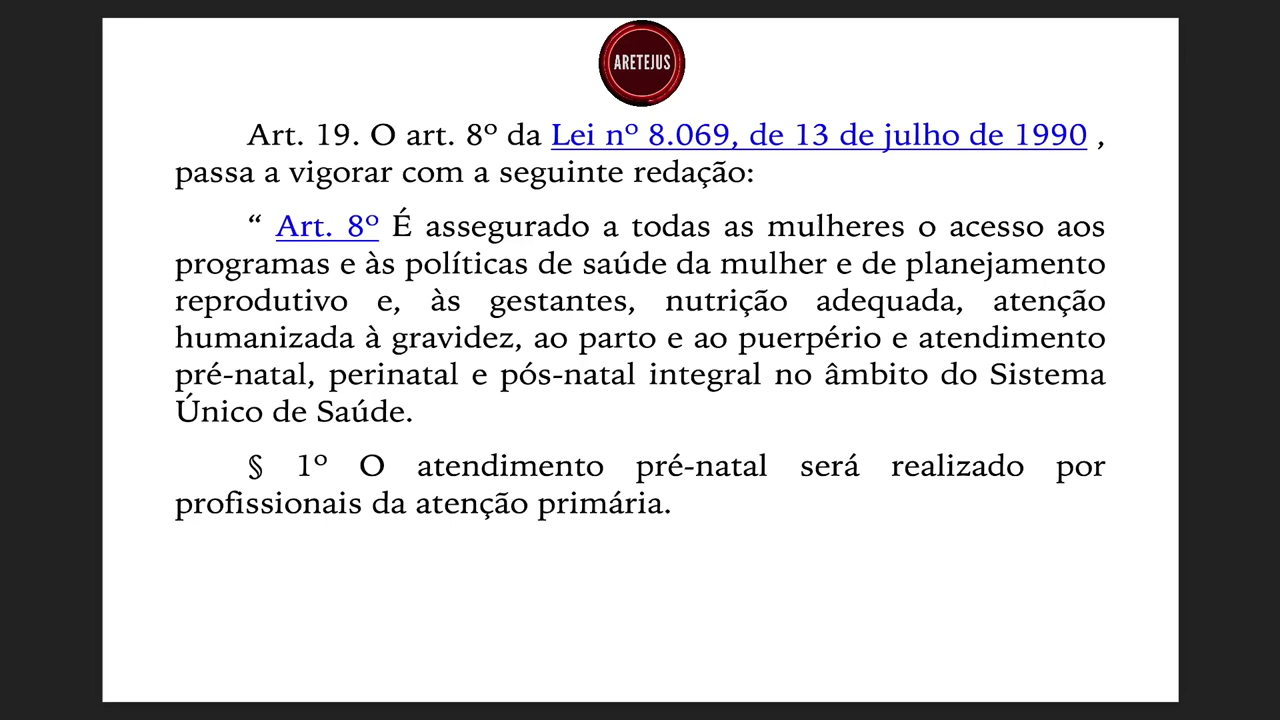 ARETEJUS
Art. 19. O art. 8º da Lei nº 8.069, de 13 de julho de 1990 ,
passa a vigorar com a seguinte redação:
“ Art. 8º É assegurado a todas as mulheres o acesso aos
programas e às políticas de saúde da mulher e de planejamento
reprodutivo e, às gestantes, nutrição adequada, atenção
humanizada à gravidez, ao parto e ao puerpério e atendimento
pré-natal, perinatal e pós-natal integral no âmbito do Sistema
Único de Saúde.
§ 1º O atendimento pré-natal será realizado por
profissionais da atenção primária.